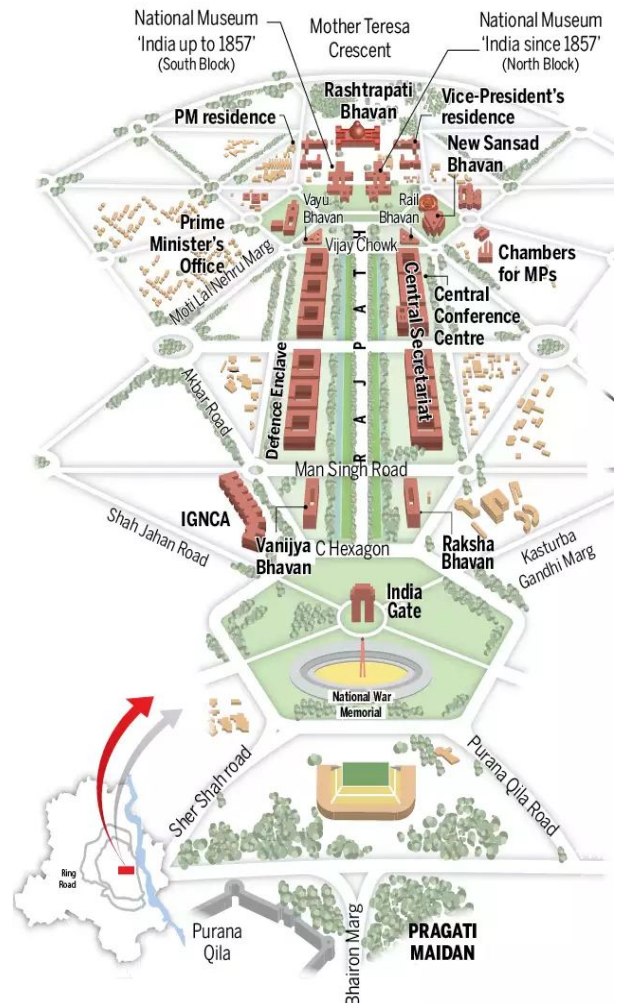 National Museum
'India up to 1857'
(South Block)
Mother Teresa
Crescent
National Museum
'India since 1857'
(North Block)
Rashtrapati
Bhavan
PM residence
Vice-President's
residence
New Sansad
Bhavan
Vayu
Bhavan
Rail
Bhavan
Prime
Minister's
Office
Vijay Chowk
Chambers
for MPs
Moti Lal Nehru Marg
Central
Conference
Centre
Central Secretariat
RAJPATH
Defence Enclave
Akbar Road
Man Singh Road
IGNCA
Shah Jahan Road
Vanijya
Bhavan
C Hexagon
Raksha
Bhavan
Kasturba
Gandhi Marg
India
Gate
National War
Memorial
Sher Shah road
Purana Qila Road
Ring
Road
Purana
Qila
Bhairon Marg
PRAGATI
MAIDAN